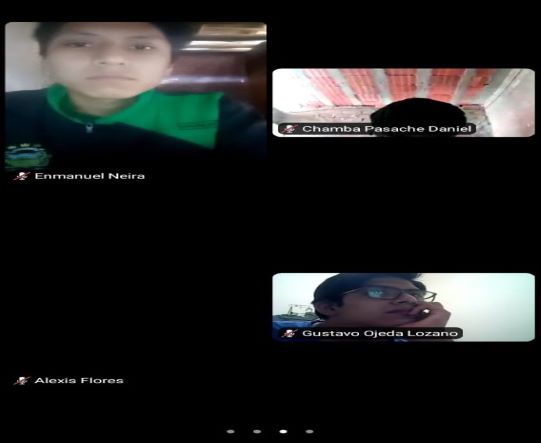 Chamba Pasache Daniel
Enmanuel Neira
Gustavo Ojeda Lozano
Alexis Flores